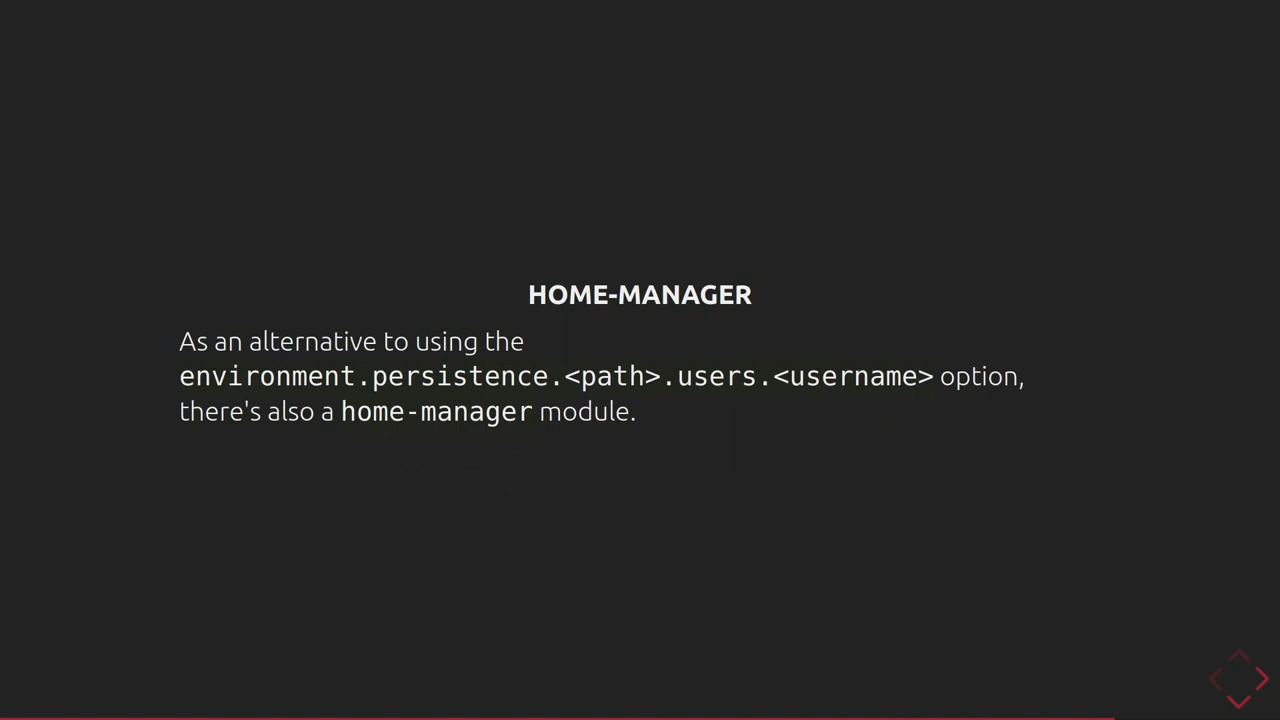 HOME-MANAGER
As an alternative to using the
environment.persistence.<path>.users.<username> option,
there's also a home-manager module.